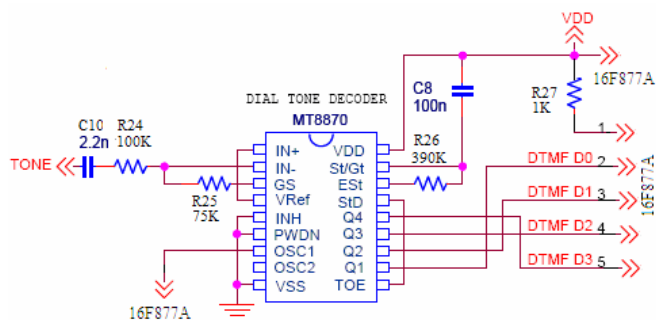 VDD
16F877A
DIAL TONE DECODER
MT8870
C8
100n
R27
1K
C10
2.2n
R24
100K
R26
390K
TONE
R25
75K
IN+
IN-
GS
VRef
INH
PWDN
OSC1
OSC2
VSS
VDD
St/Gt
ESt
StD
Q4
Q3
Q2
Q1
TOE
1
DTMF D0 2
DTMF D1 3
DTMF D2 4
DTMF D3 5
16F877A
16F877A